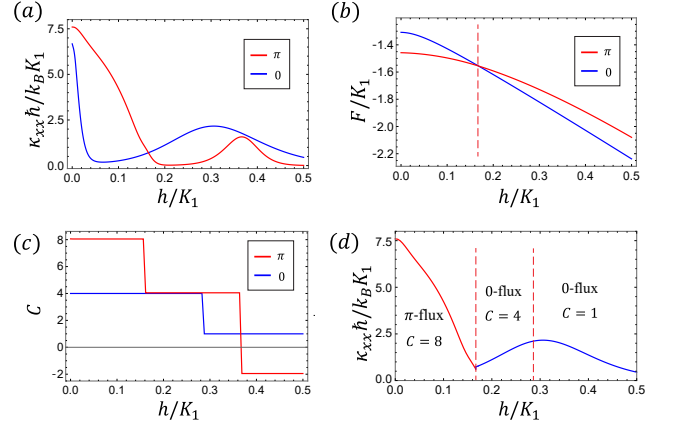 (a)
7.5
5.0
2.5
0.0
π
0
κxxℏ/kBK1
0.0 0.1 0.2 0.3 0.4 0.5
h/K1
(b)
-1.4
-1.6
-1.8
-2.0
-2.2
π
0
F/K1
0.0 0.1 0.2 0.3 0.4 0.5
h/K1
(c)
8
6
4
2
0
-2
π
0
C
0.0 0.1 0.2 0.3 0.4 0.5
h/K1
(d)
7.5
5.0
2.5
0.0
κxxℏ/kBK1
π-flux
C = 8
0-flux
C = 4
0-flux
C = 1
0.0 0.1 0.2 0.3 0.4 0.5
h/K1